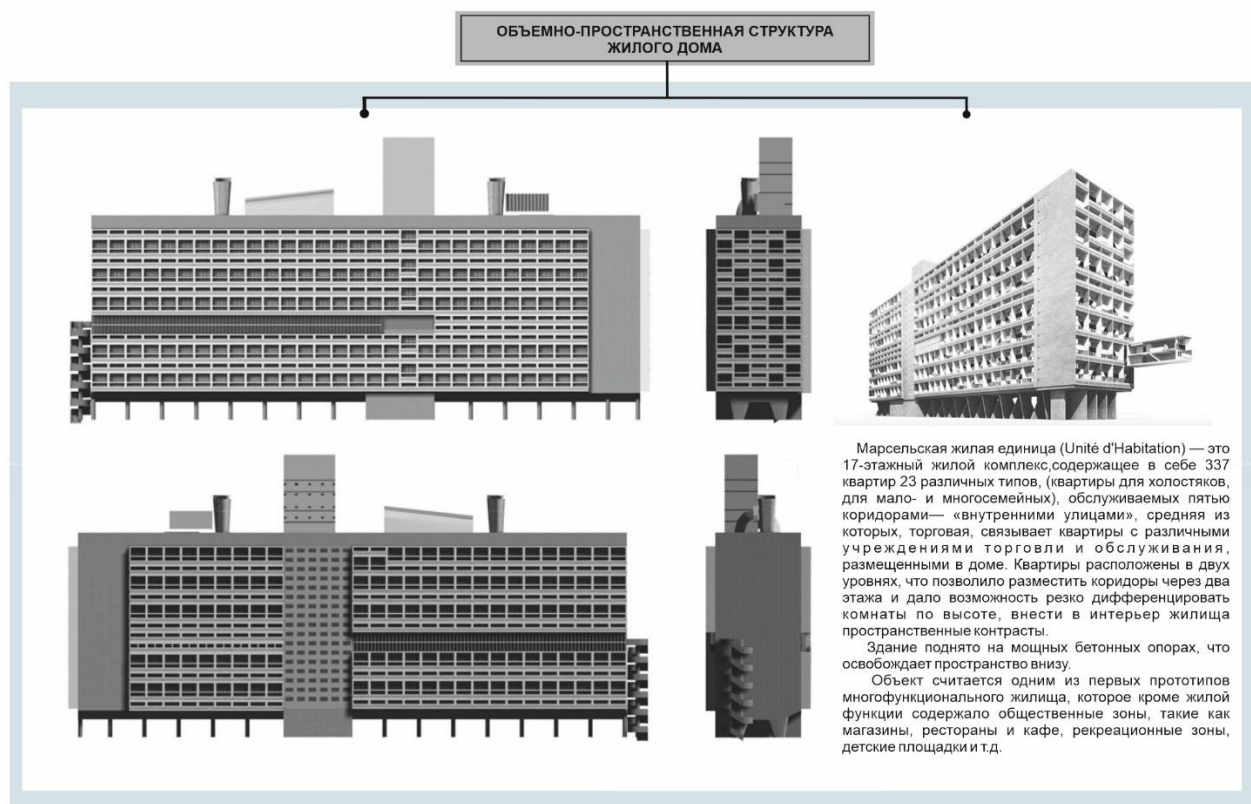 ОБЪЕМНО-ПРОСТРАНСТВЕННАЯ СТРУКТУРА
ЖИЛОГО ДОМА
Марсельская жилая единица (Unité d'Habitation) — это
17-этажный жилой комплекс,содержащее в себе 337
квартир 23 различных типов, (квартиры для холостяков,
для мало- и многосемейных), обслуживаемых пятью
коридорами— «внутренними улицами», средняя из
которых, торговая, связывает квартиры с различными
учреждениями торговли и обслуживания,
размещенными в доме. Квартиры расположены в двух
уровнях, что позволило разместить коридоры через два
этажа и дало возможность резко дифференцировать
комнаты по высоте, внести в интерьер жилища
пространственные контрасты.
Здание поднято на мощных бетонных опорах, что
освобождает пространство внизу.
Объект считается одним из первых прототипов
многофункционального жилища, которое кроме жилой
функции содержало общественные зоны, такие как
магазины, рестораны и кафе, рекреационные зоны,
детские площадки и т.д.